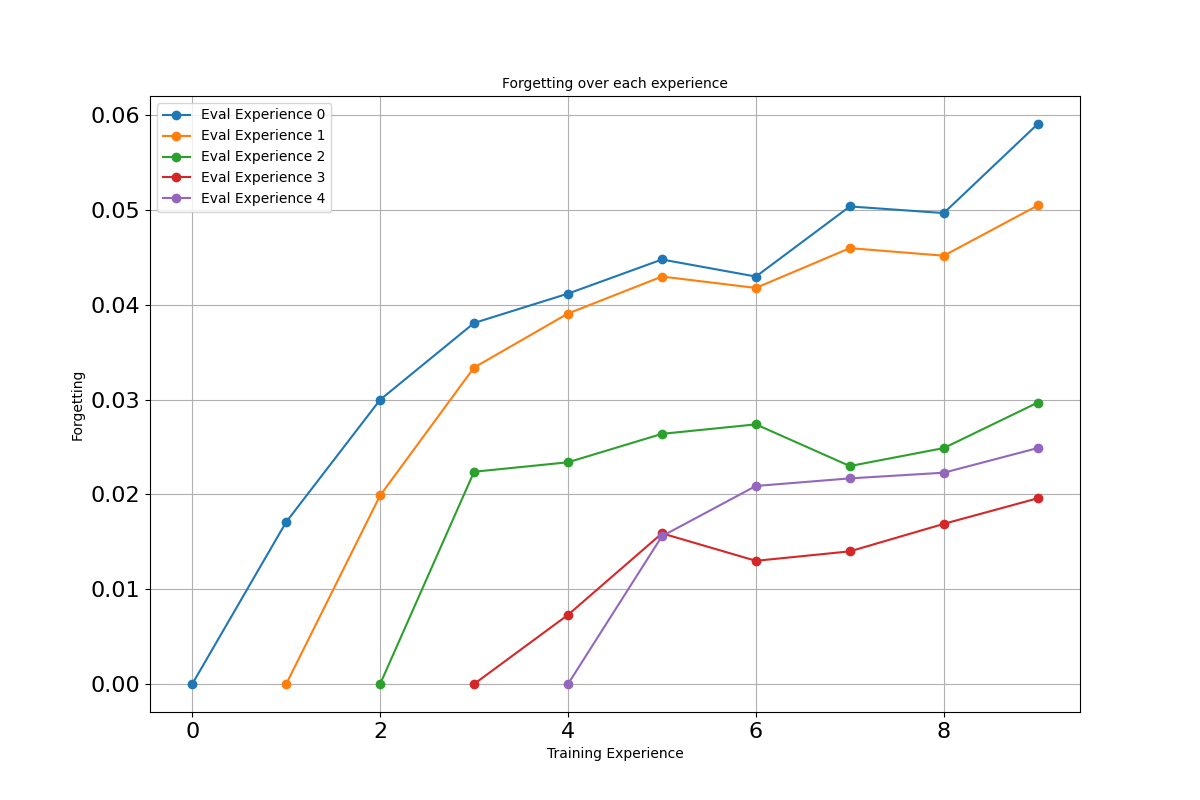 Forgetting over each experience
Eval Experience 0
Eval Experience 1
Eval Experience 2
Eval Experience 3
Eval Experience 4
0.06
0.05
0.04
0.03
0.02
0.01
0.00
Forgetting
0 2 4 6 8
Training Experience